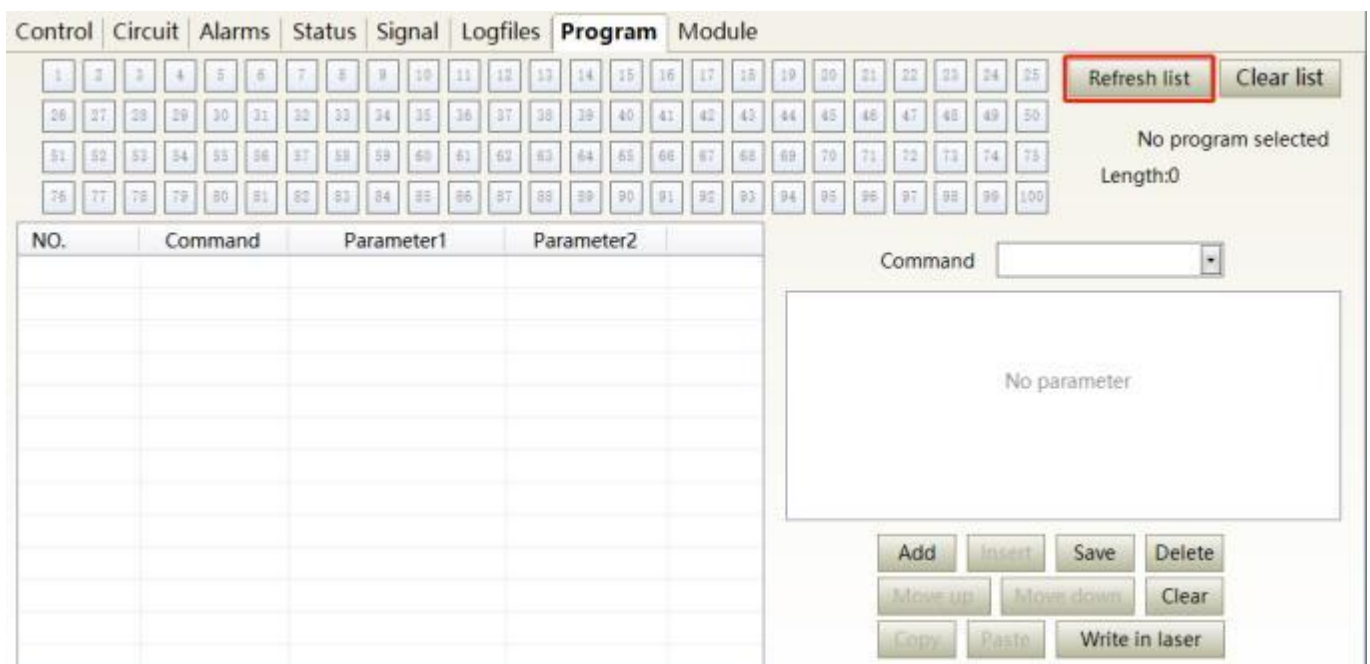 Control Circuit Alarms Status Signal Logfiles Program Module
1 2 3 4 5 6 7 8 9 10 11 12 13 14 15 16 17 18 19 20 21 22 23 24 25 Refresh list Clear list
26 27 28 29 30 31 32 33 34 35 36 37 38 39 40 41 42 43 44 45 46 47 48 49 50
No program selected
51 52 53 54 55 56 57 58 59 60 61 62 63 64 65 66 67 68 69 70 71 72 73 74 75
Length:0
76 77 78 79 80 81 82 83 84 85 86 87 88 89 90 91 92 93 94 95 96 97 98 99 100
NO. Command Parameter1 Parameter2
Command
No parameter
Add Insert Save Delete
Move up Move down Clear
Copy Paste Write in laser